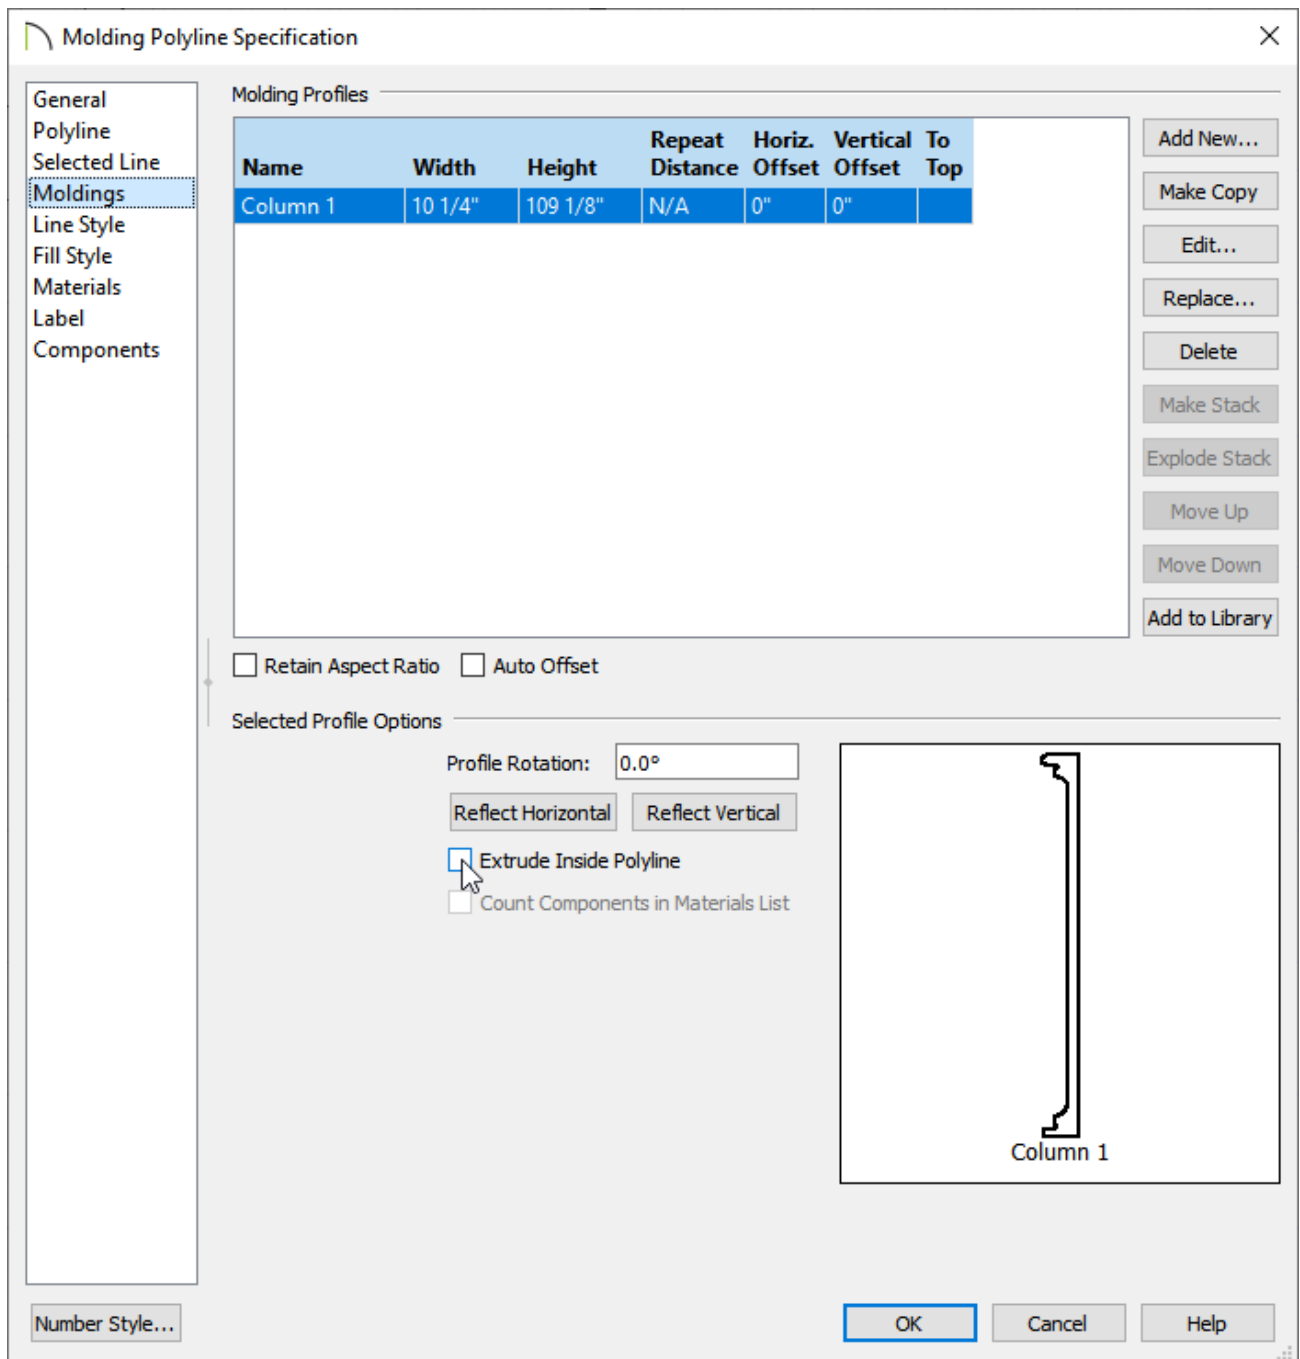 Molding Polyline Specification
General
Polyline
Selected Line
Moldings
Line Style
Fill Style
Materials
Label
Components
Molding Profiles
Name Width Height Repeat Distance Horiz. Offset Vertical Offset To Top
Column 1 10 1/4" 109 1/8" N/A 0" 0"
Add New...
Make Copy
Edit...
Replace...
Delete
Make Stack
Explode Stack
Move Up
Move Down
Add to Library
Retain Aspect Ratio Auto Offset
Selected Profile Options
Profile Rotation: 0.0°
Reflect Horizontal Reflect Vertical
Extrude Inside Polyline
Count Components in Materials List
Column 1
Number Style... OK Cancel Help